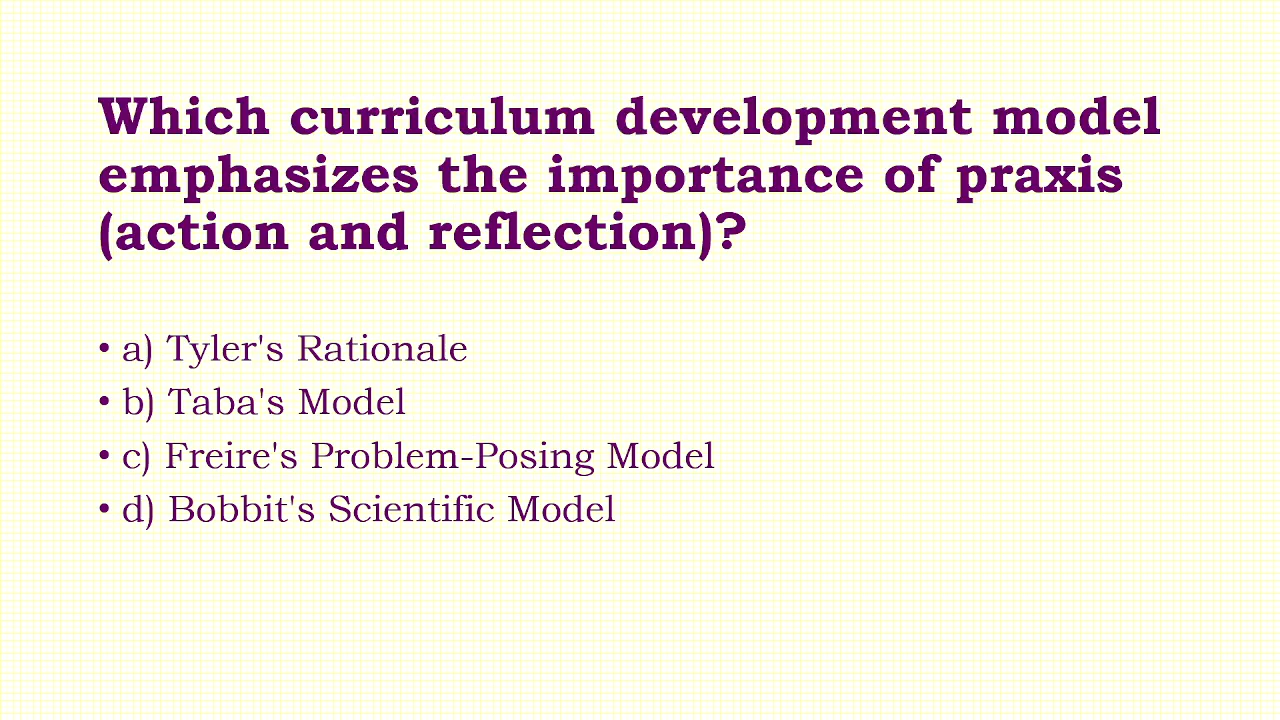 Which curriculum development model
emphasizes the importance of praxis
(action and reflection)?
• a) Tyler's Rationale
• b) Taba's Model
• c) Freire's Problem-Posing Model
• d) Bobbit's Scientific Model